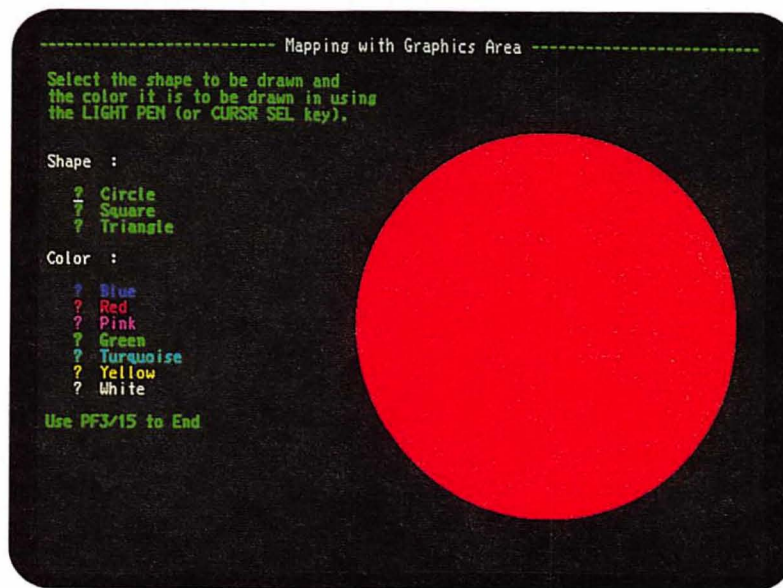 -------------------------- Mapping with Graphics Area --------------------------
Select the shape to be drawn and
the color it is to be drawn in using
the LIGHT PEN (or CURSR SEL key).
Shape :
? Circle
? Square
? Triangle
Color :
? Blue
? Red
? Pink
? Green
? Turquoise
? Yellow
? White
Use PF3/15 to End